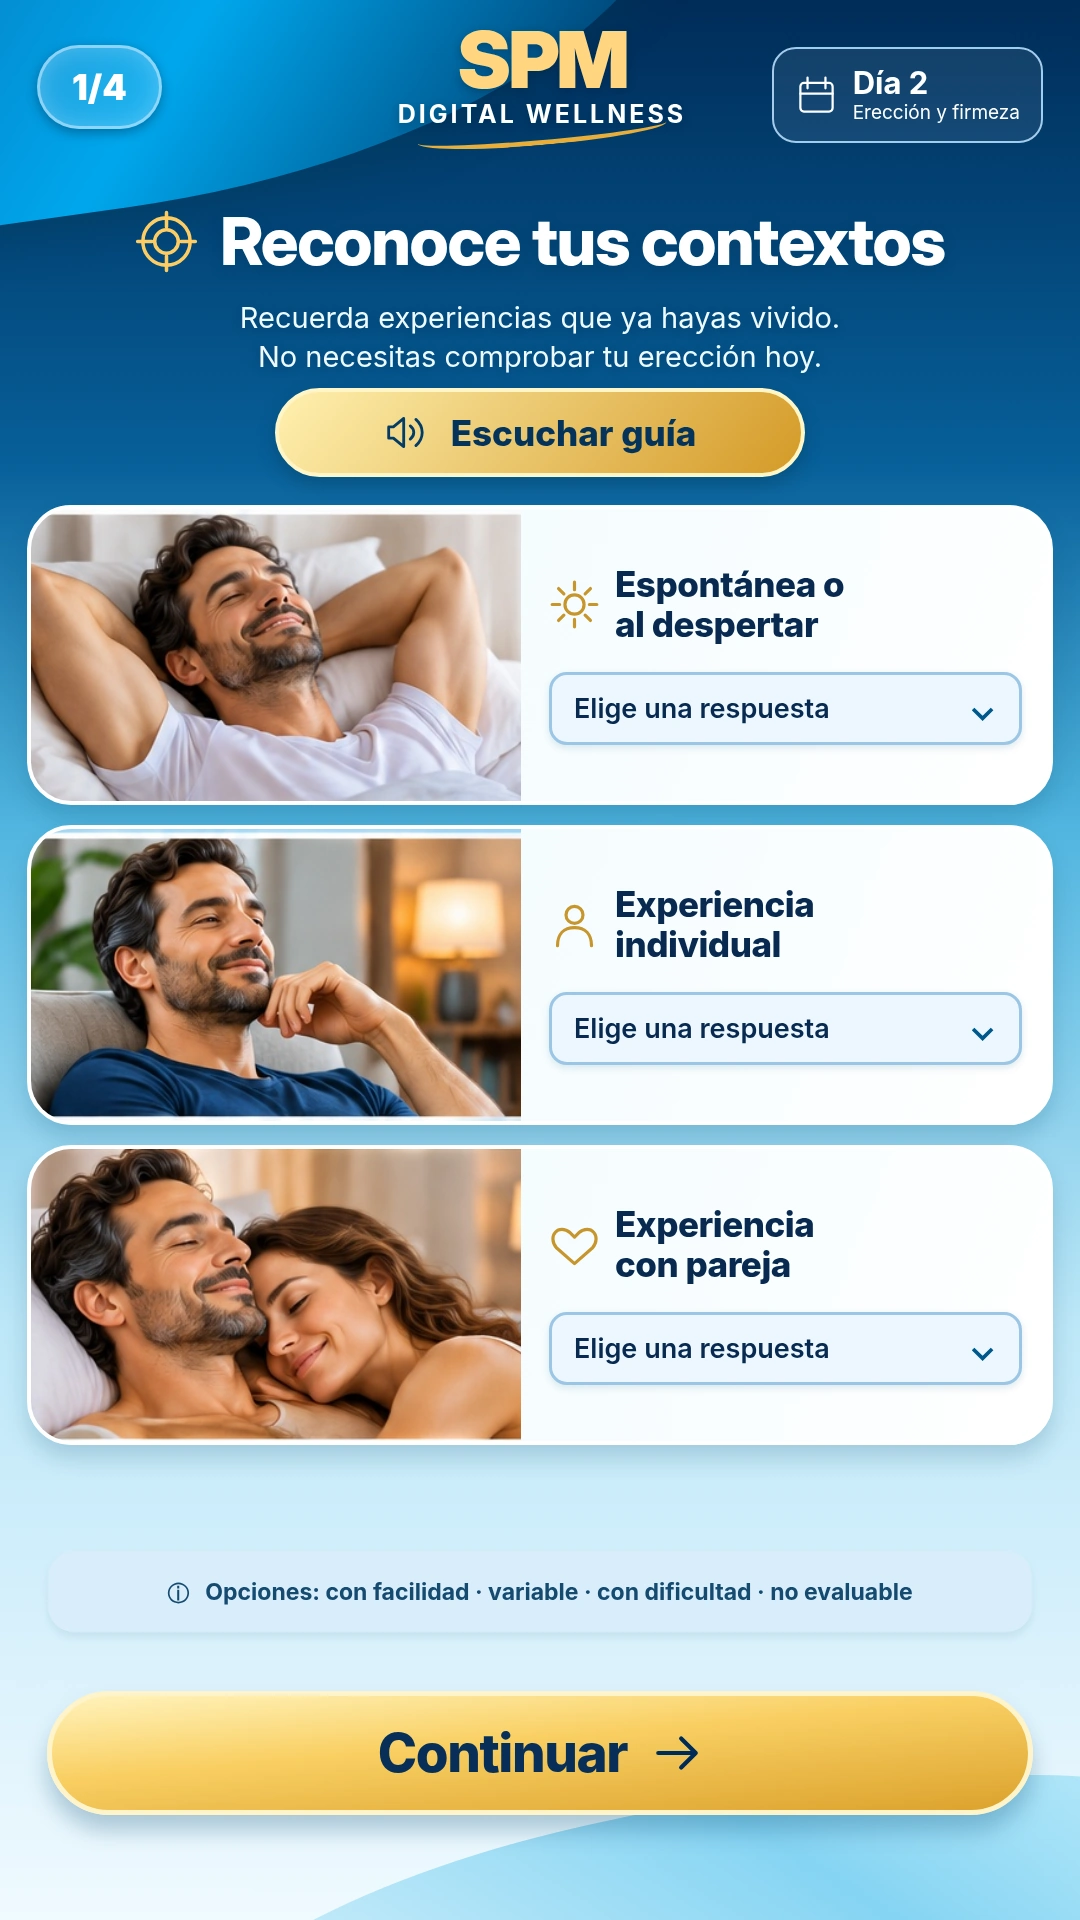 1/4
SPM
DIGITAL WELLNESS
Día 2
Erección y firmeza
Reconoce tus contextos
Recuerda experiencias que ya hayas vivido.
No necesitas comprobar tu erección hoy.
Escuchar guía
Espontánea o
al despertar
Elige una respuesta
Experiencia
individual
Elige una respuesta
Experiencia
con pareja
Elige una respuesta
Opciones: con facilidad · variable · con dificultad · no evaluable
Continuar →